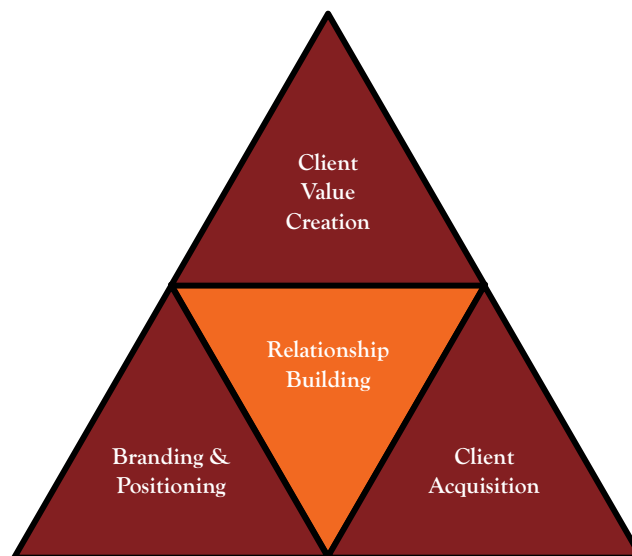 Client
Value
Creation
Relationship
Building
Branding &
Positioning
Client
Acquisition